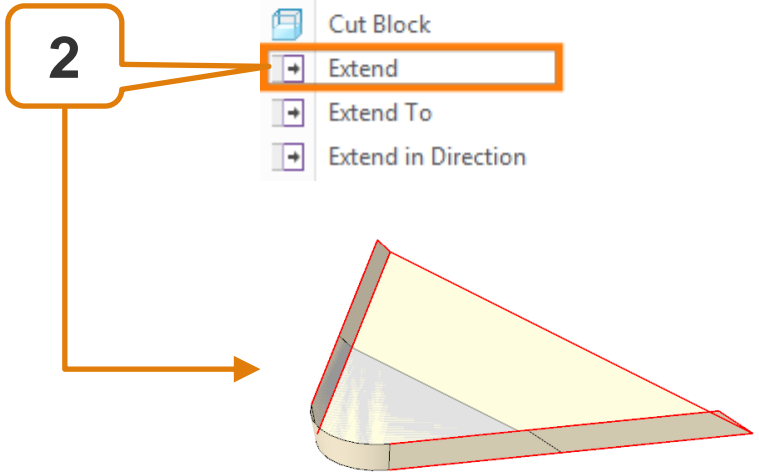 2
Cut Block
Extend
Extend To
Extend in Direction